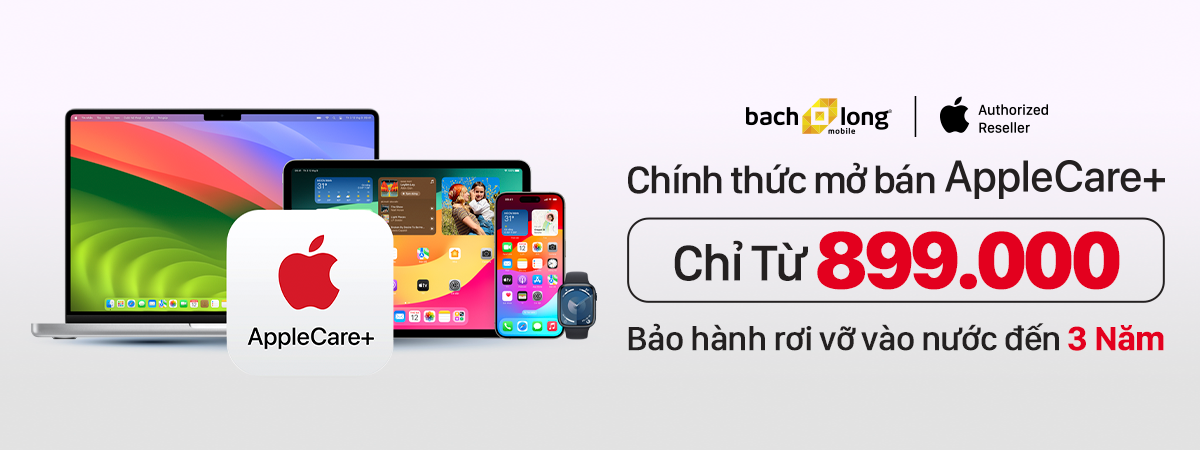 bach long
mobile
Authorized
Reseller
Chính thức mở bán AppleCare+
Chỉ Từ 899.000
Bảo hành rơi vỡ vào nước đến 3 Năm
AppleCare+